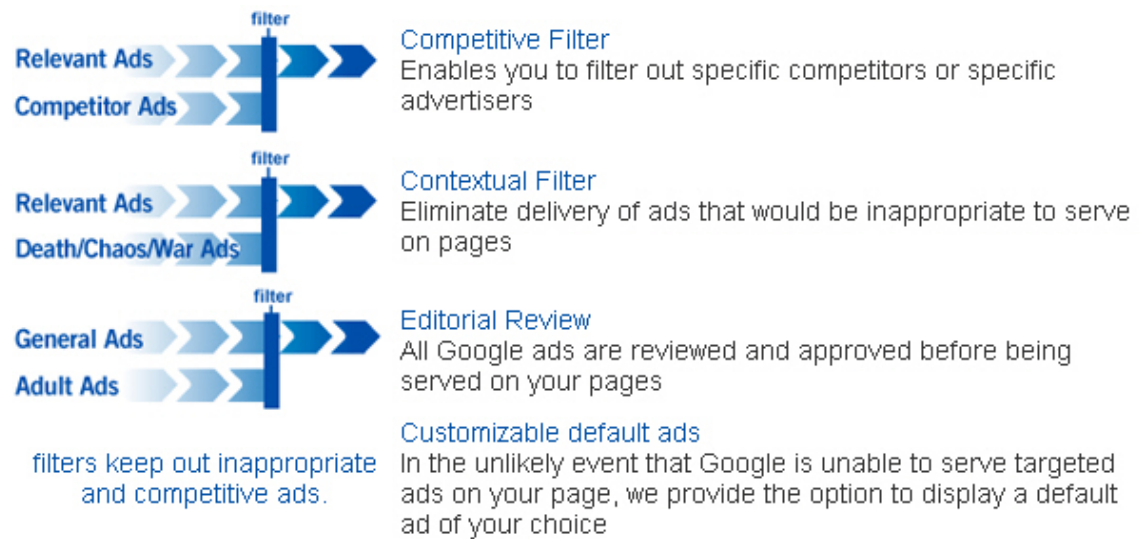 filter
Relevant Ads
Competitor Ads
Competitive Filter
Enables you to filter out specific competitors or specific
advertisers
filter
Relevant Ads
Death/Chaos/War Ads
Contextual Filter
Eliminate delivery of ads that would be inappropriate to serve
on pages
filter
General Ads
Adult Ads
Editorial Review
All Google ads are reviewed and approved before being
served on your pages
filters keep out inappropriate
and competitive ads.
Customizable default ads
In the unlikely event that Google is unable to serve targeted
ads on your page, we provide the option to display a default
ad of your choice